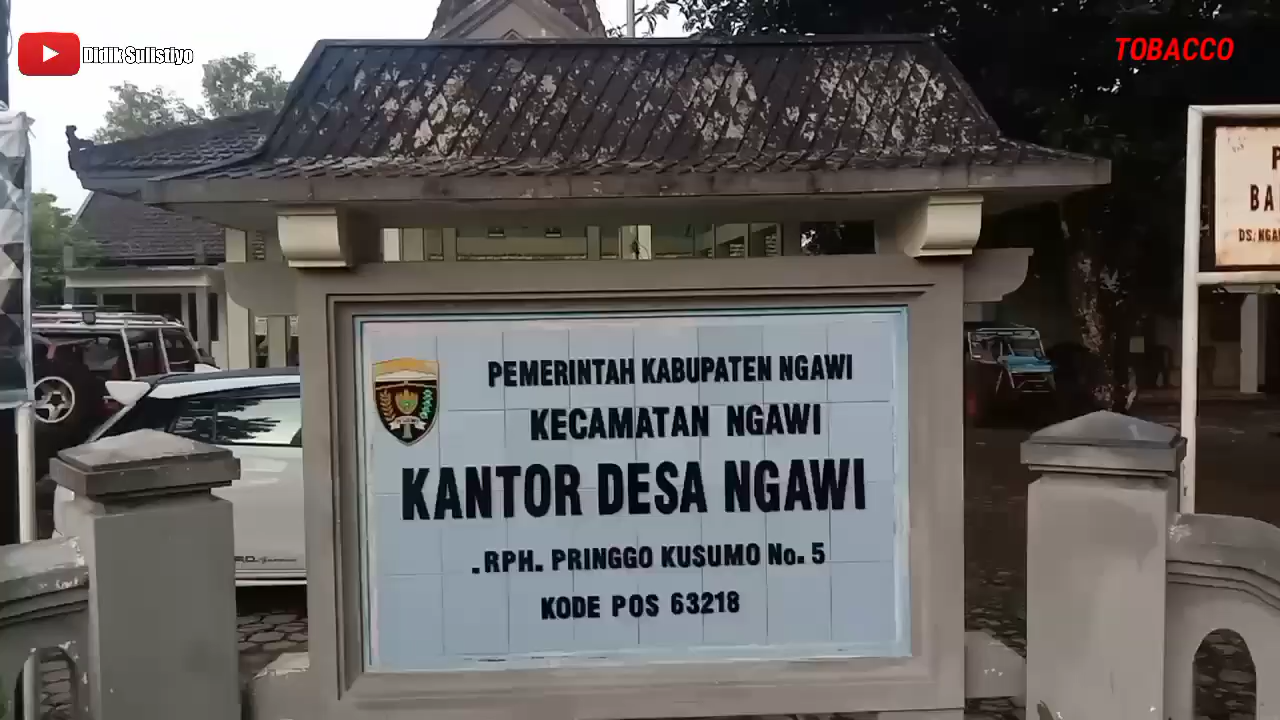 Didik Sulistiyo
TOBACCO
PEMERINTAH KABUPATEN NGAWI
KECAMATAN NGAWI
KANTOR DESA NGAWI
.RPH. PRINGGO KUSUMO No. 5
KODE POS 63218